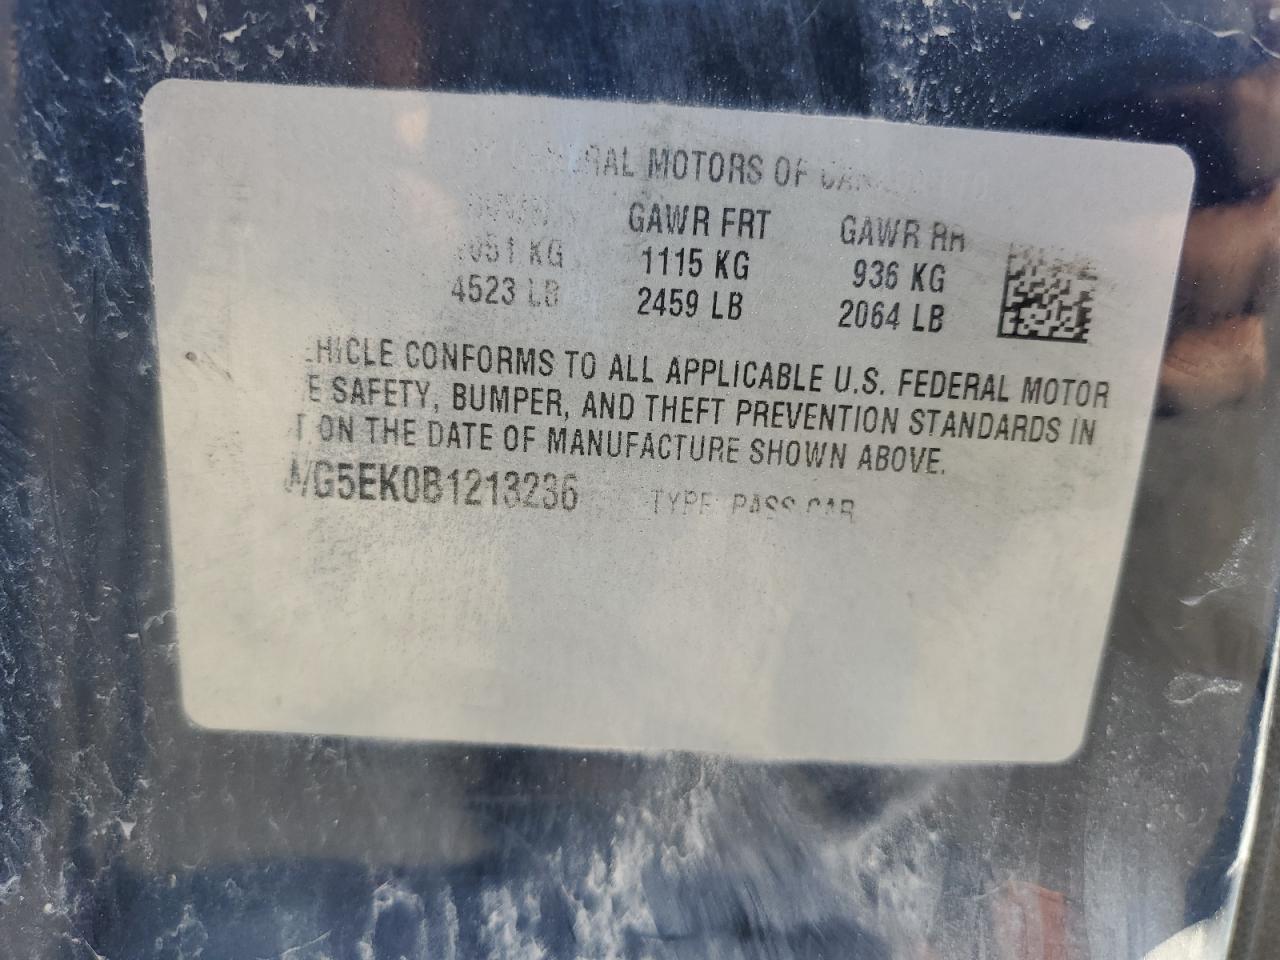 MOTORS OF
GAWR FRT GAWR RR
KG 1115 KG 936 KG
4523 LB 2459 LB 2064 LB
CONFORMS TO ALL APPLICABLE U.S. FEDERAL MOTOR
SAFETY, BUMPER, AND THEFT PREVENTION STANDARDS IN
ON THE DATE OF MANUFACTURE SHOWN ABOVE.
G5EK0B1213236 TYPE: PASS CAR